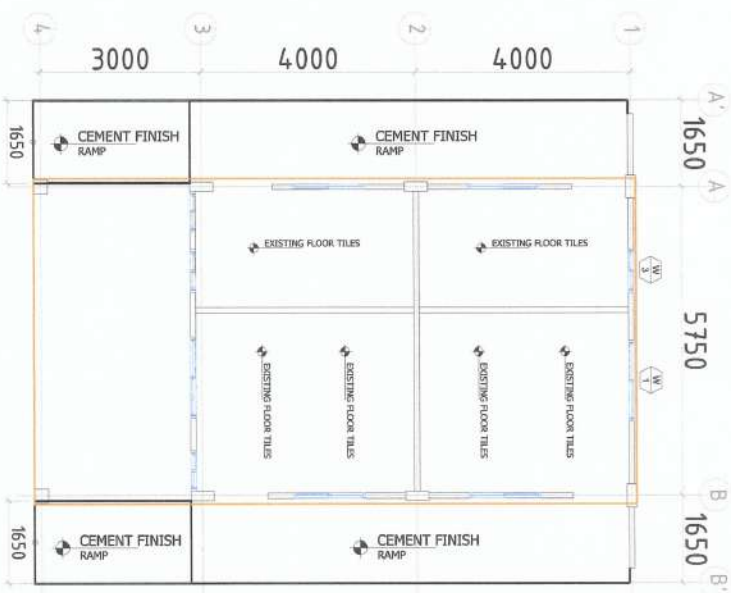 4
3
2
1
3000
4000
4000
A'
1650
1650
CEMENT FINISH
RAMP
CEMENT FINISH
RAMP
A
EXISTING FLOOR TILES
EXISTING FLOOR TILES
W
3
5750
EXISTING FLOOR TILES
EXISTING FLOOR TILES
EXISTING FLOOR TILES
EXISTING FLOOR TILES
W
1
B
1650
1650
CEMENT FINISH
RAMP
CEMENT FINISH
RAMP
B'